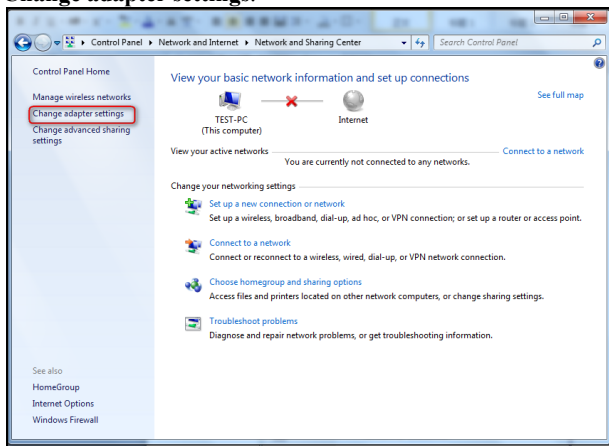 Change adapter settings.
Control Panel ▸ Network and Internet ▸ Network and Sharing Center
Search Control Panel
Control Panel Home
Manage wireless networks
Change adapter settings
Change advanced sharing
settings
View your basic network information and set up connections
See full map
TEST-PC
(This computer)
Internet
View your active networks
Connect to a network
You are currently not connected to any networks.
Change your networking settings
Set up a new connection or network
Set up a wireless, broadband, dial-up, ad hoc, or VPN connection; or set up a router or access point.
Connect to a network
Connect or reconnect to a wireless, wired, dial-up, or VPN network connection.
Choose homegroup and sharing options
Access files and printers located on other network computers, or change sharing settings.
Troubleshoot problems
Diagnose and repair network problems, or get troubleshooting information.
See also
HomeGroup
Internet Options
Windows Firewall